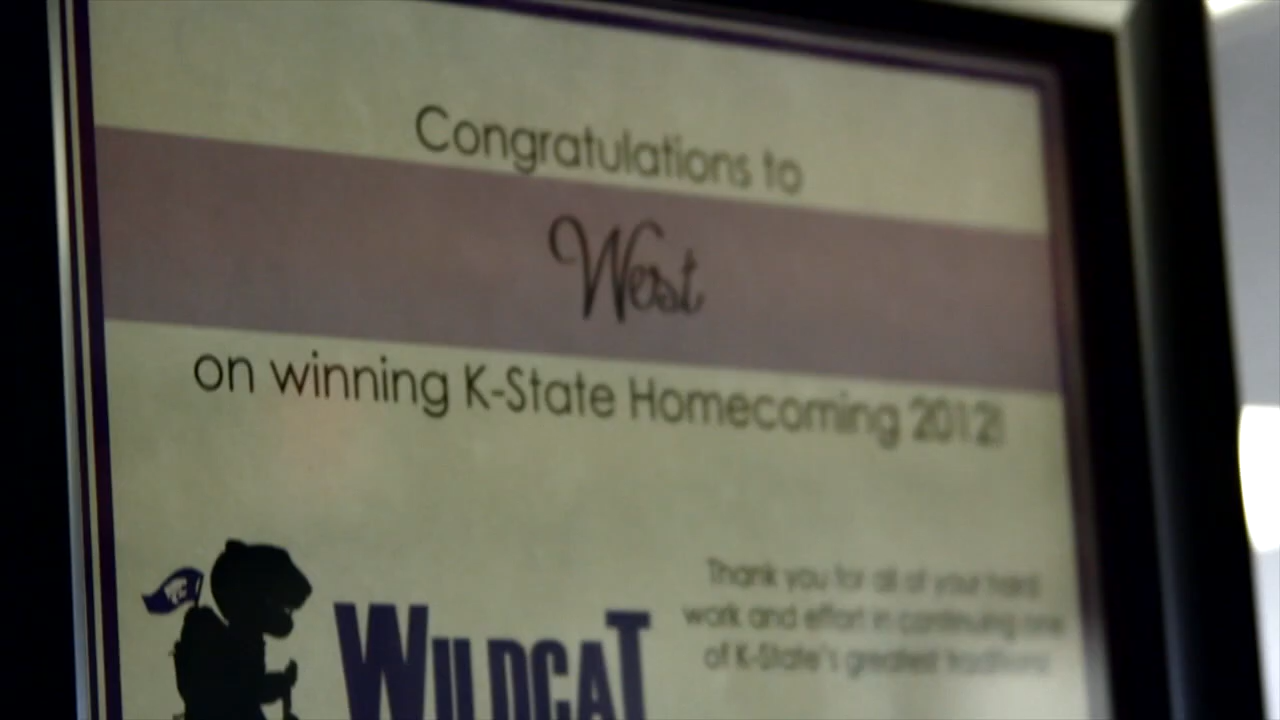 Congratulations to
West
on winning K-State Homecoming 2012!
Thank you for all of your hard
work and effort in continuing one
of K-State's greatest traditions
WILDCAT